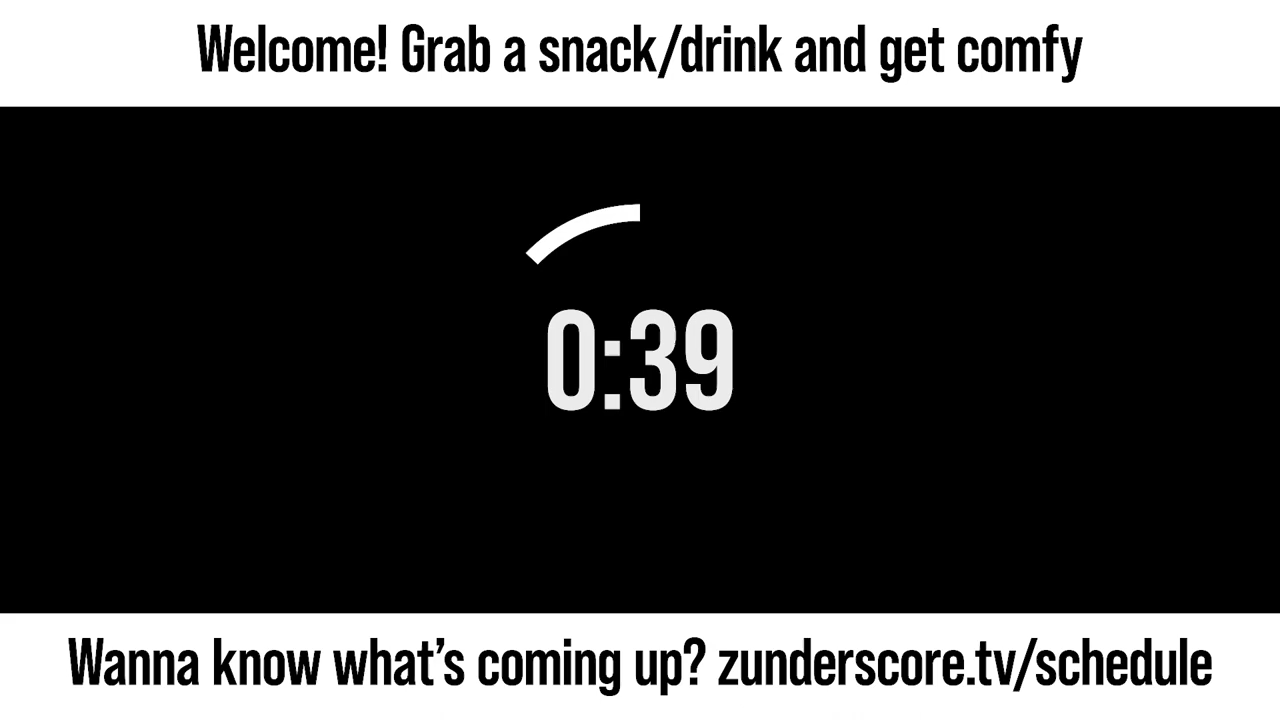 Welcome! Grab a snack/drink and get comfy
0:39
Wanna know what's coming up? zunderscore.tv/schedule